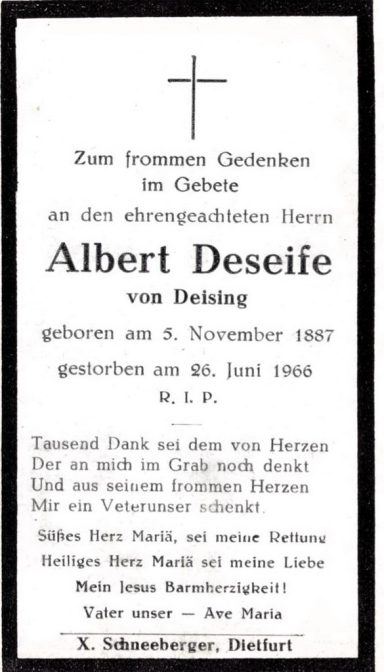 Zum frommen Gedenken
im Gebete
an den ehrengeachteten Herrn
Albert Deseife
von Deising
geboren am 5. November 1887
gestorben am 26. Juni 1966
R. I. P.
Tausend Dank sei dem von Herzen
Der an mich im Grab noch denkt
Und aus seinem frommen Herzen
Mir ein Veterunser schenkt.
Süßes Herz Mariä, sei meine Rettung
Heiliges Herz Mariä sei meine Liebe
Mein Jesus Barmherzigkeit!
Vater unser — Ave Maria
X. Schneeberger, Dietfurt